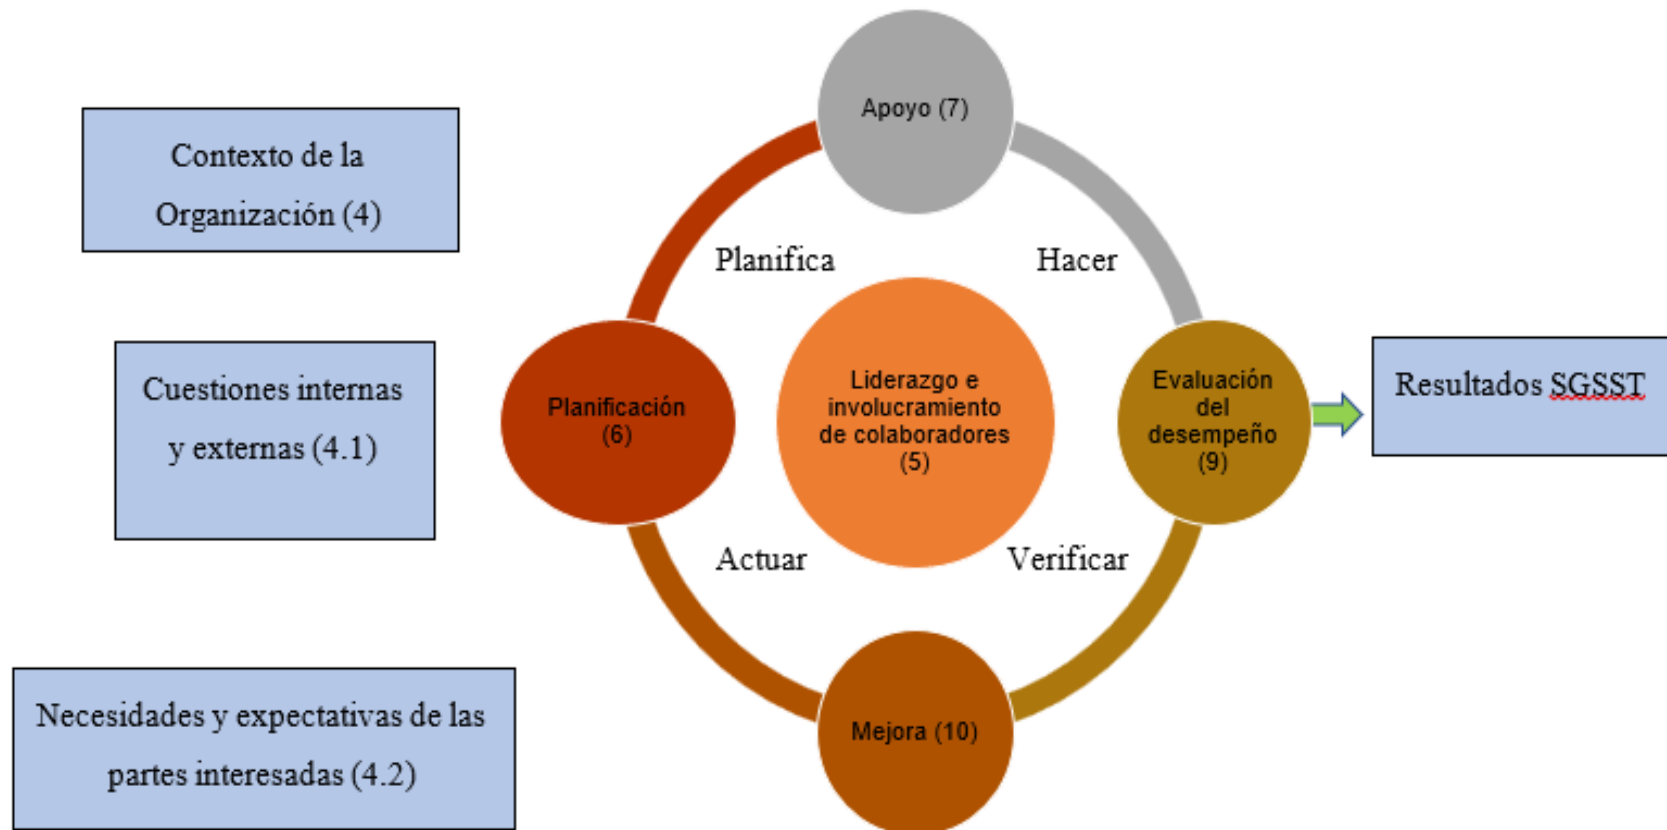 Contexto de la
Organización (4)
Cuestiones internas
y externas (4.1)
Necesidades y expectativas de las
partes interesadas (4.2)
Apoyo (7)
Planifica
Hacer
Planificación
(6)
Liderazgo e
involucramiento
de colaboradores
(5)
Evaluación
del
desempeño
(9)
Actuar
Verificar
Mejora (10)
Resultados SGSST